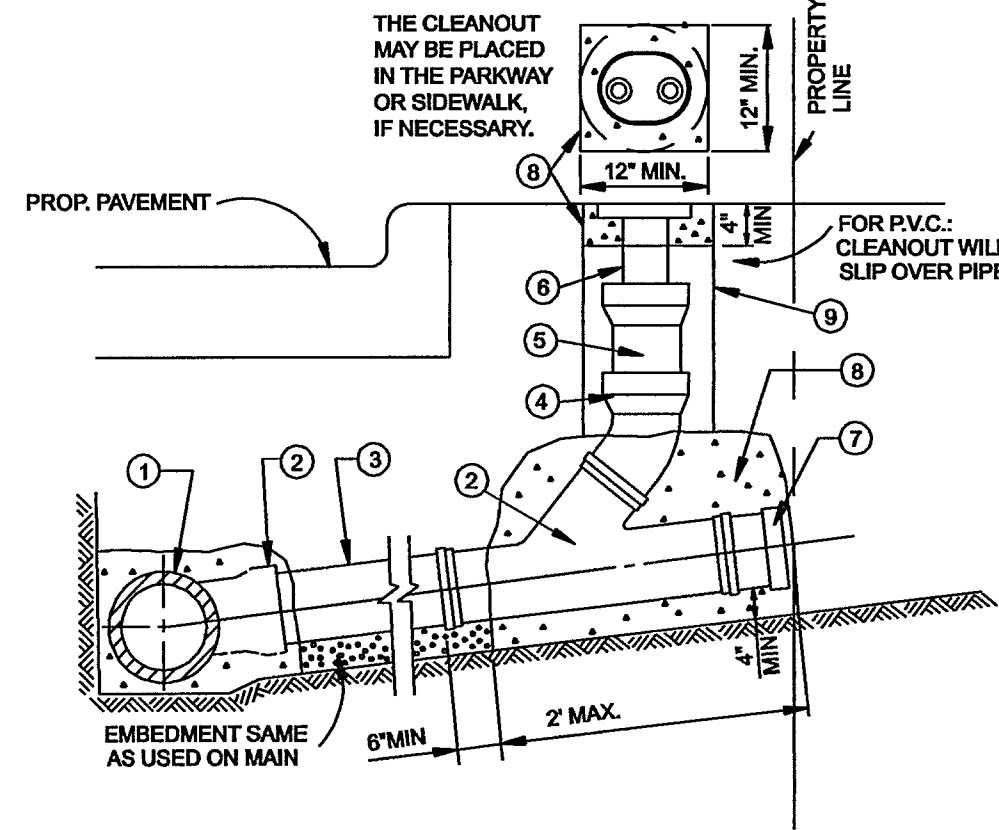 THE CLEANOUT
MAY BE PLACED
IN THE PARKWAY
OR SIDEWALK,
IF NECESSARY.
12" MIN.
PROPERTY
LINE
8
12" MIN.
PROP. PAVEMENT
4"
MIN
FOR P.V.C.:
CLEANOUT WILL
SLIP OVER PIPE
6
9
5
8
4
7
1
2
3
2
4"
MIN
EMBEDMENT SAME
AS USED ON MAIN
6"MIN
2' MAX.